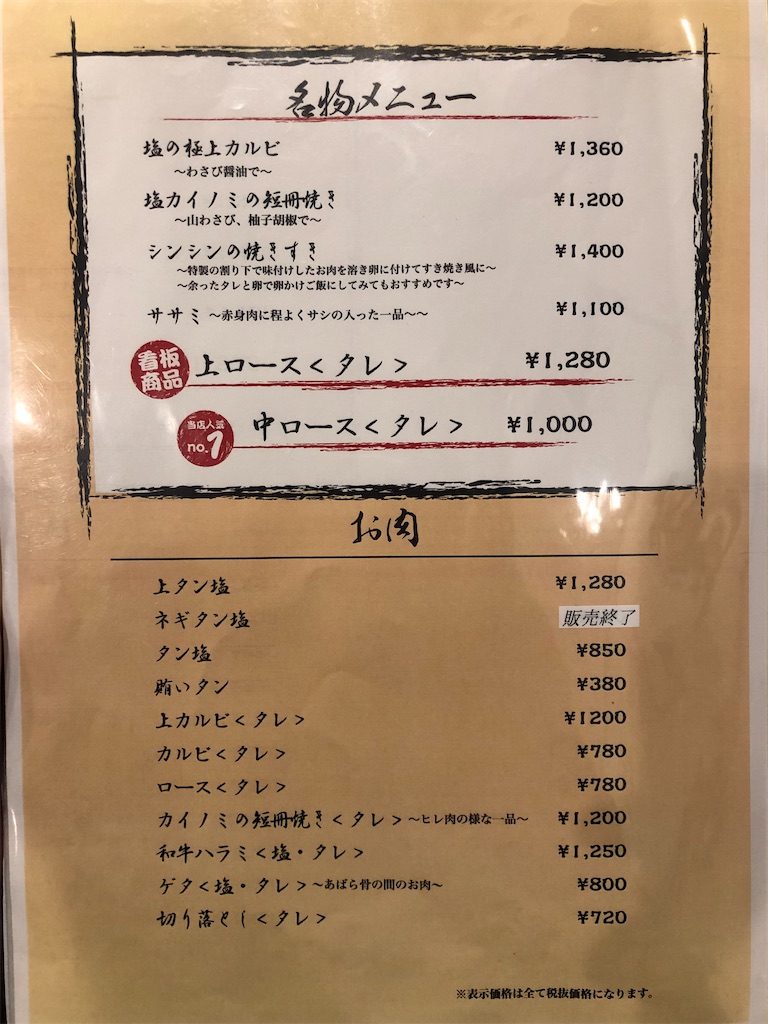 名物メニュー
塩の極上カルビ ¥1,360
〜わさび醤油で〜
塩カイノミの短冊焼き ¥1,200
〜山わさび、柚子胡椒で〜
シンシンの焼きすき ¥1,400
〜特製の割り下で味付けしたお肉を溶き卵に付けてすき焼き風に〜
〜余ったタレと卵で卵かけご飯にしてみてもおすすめです〜
ササミ 〜赤身肉に程よくサシの入った一品〜〜 ¥1,100
看板
商品
上ロース<タレ> ¥1,280
当店人気
no.1
中ロース<タレ> ¥1,000
お肉
上タン塩 ¥1,280
ネギタン塩 販売終了
タン塩 ¥850
賄いタン ¥380
上カルビ<タレ> ¥1200
カルビ<タレ> ¥780
ロース<タレ> ¥780
カイノミの短冊焼き<タレ>〜ヒレ肉の様な一品〜 ¥1,200
和牛ハラミ<塩・タレ> ¥1,250
ゲタ<塩・タレ>〜あばら骨の間のお肉〜 ¥800
切り落とし<タレ> ¥720
※表示価格は全て税抜価格になります。